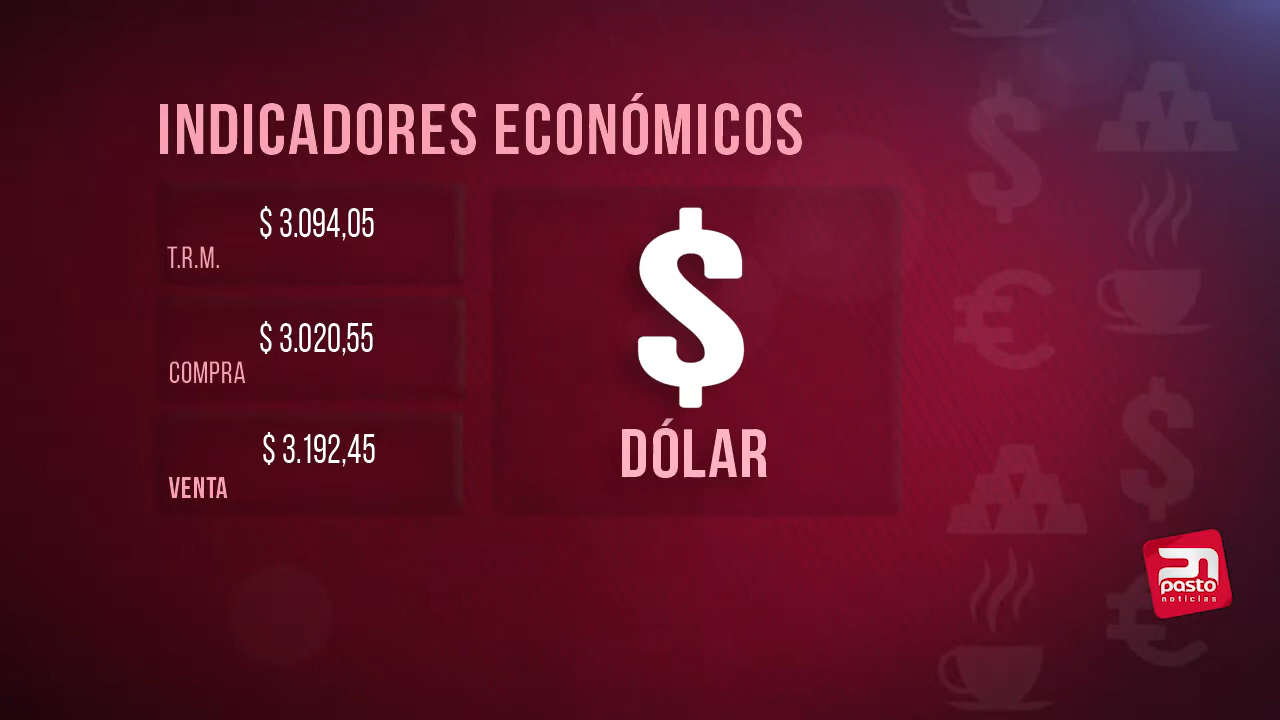 INDICADORES ECONÓMICOS
$ 3.094,05
T.R.M.
$ 3.020,55
COMPRA
$ 3.192,45
VENTA
$
DÓLAR
pasto
noticias